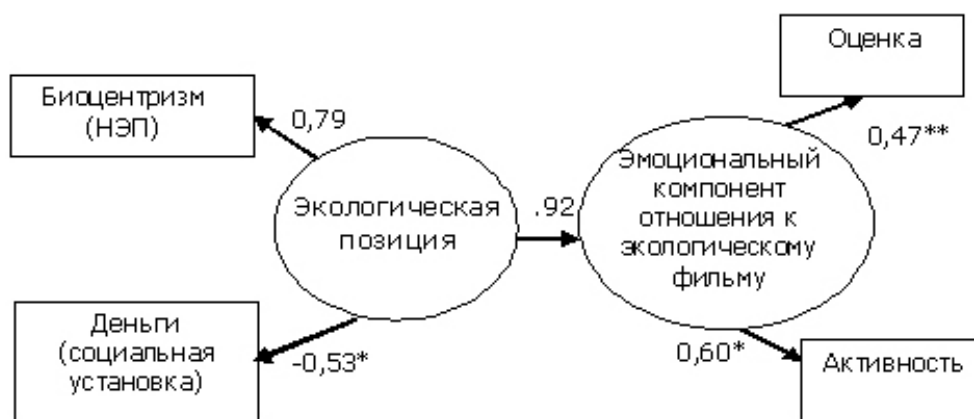 Оценка
Биоцентризм
(НЭП)
0,79
0,47**
Экологическая
позиция
.92
Эмоциональный
компонент
отношения к
экологическому
фильму
Деньги
(социальная
установка)
-0,53*
0,60*
Активность